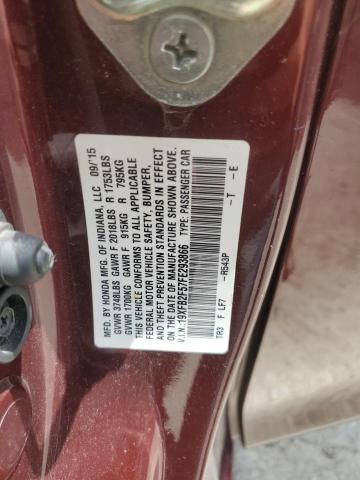 MFD. BY HONDA MFG. OF INDIANA, LLC 09/'15
GVWR 3748LBS GAWR F 2018LBS R 1753LBS
GVWR 1700KG GAWR F 915KG R 795KG
THIS VEHICLE CONFORMS TO ALL APPLICABLE
FEDERAL MOTOR VEHICLE SAFETY, BUMPER,
AND THEFT PREVENTION STANDARDS IN EFFECT
ON THE DATE OF MANUFACTURE SHOWN ABOVE.
V.I.N.:19XFB2F57FE293866 TYPE: PASSENGER CAR
TR3 F LF7 -R543P -T -E